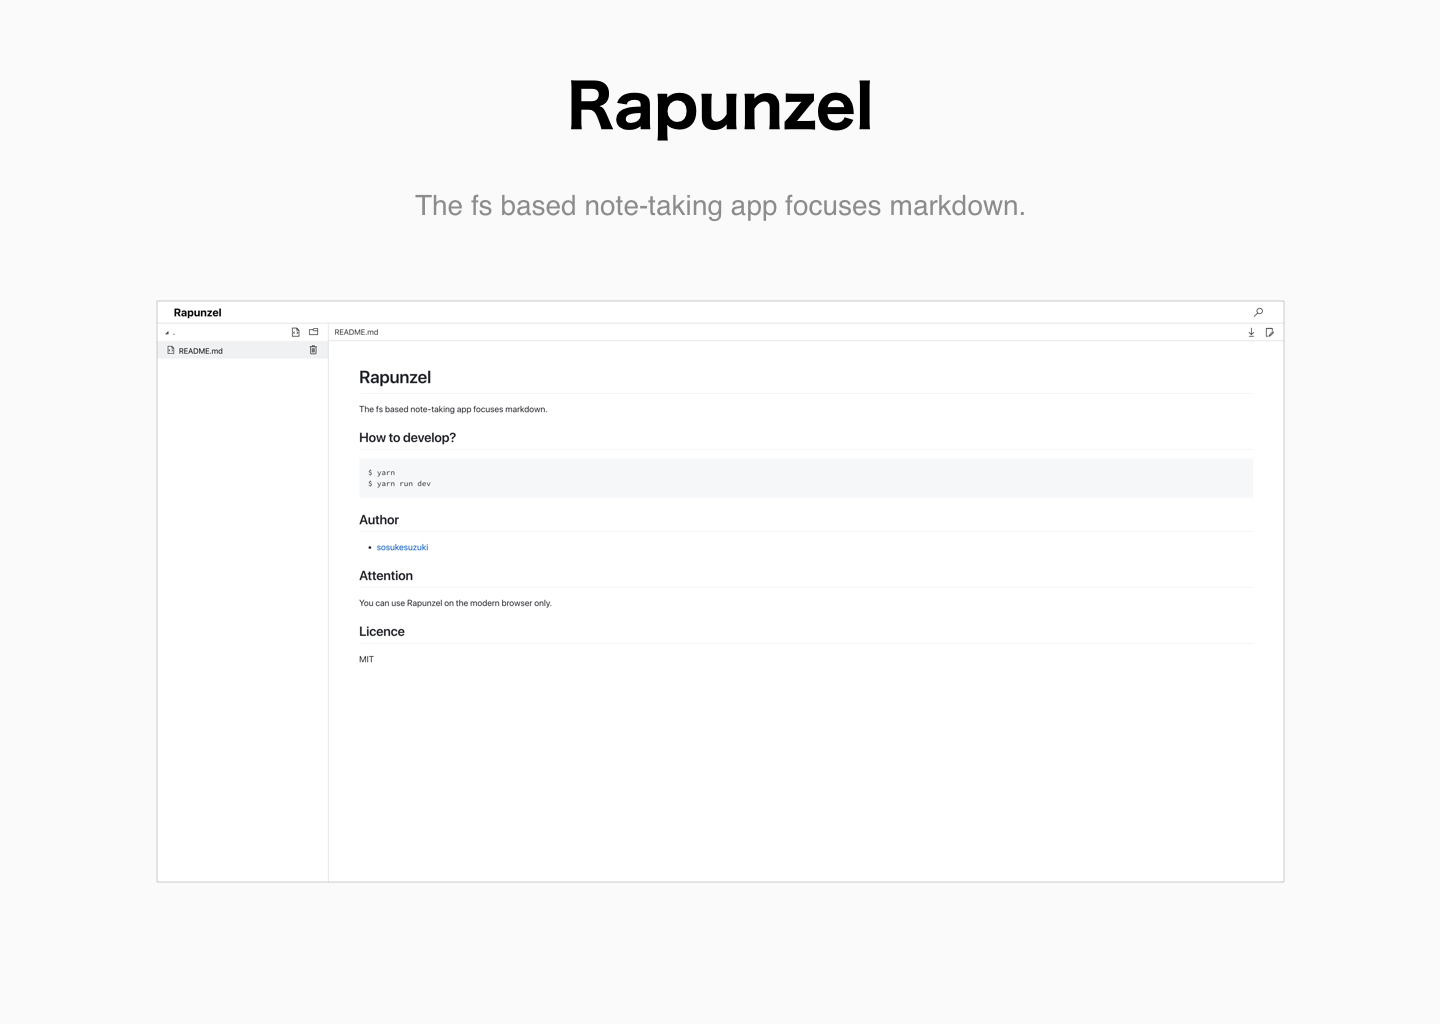 Rapunzel
The fs based note-taking app focuses markdown.
Rapunzel
.
README.md
README.md
Rapunzel
The fs based note-taking app focuses markdown.
How to develop?
$ yarn
$ yarn run dev
Author
• sosukesuzuki
Attention
You can use Rapunzel on the modern browser only.
Licence
MIT